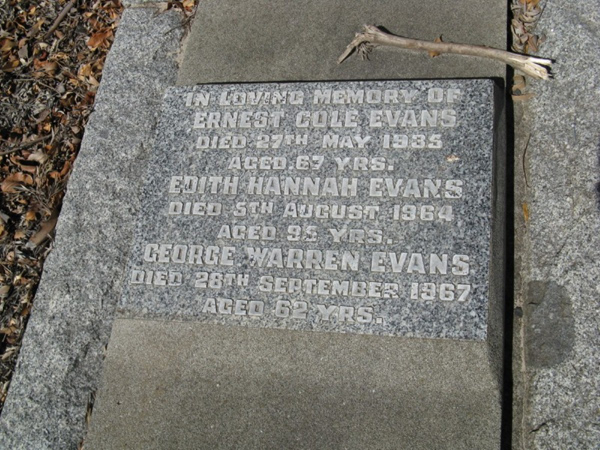 IN LOVING MEMORY OF
ERNEST COLE EVANS
DIED 27TH MAY 1935
AGED 67 YRS.
EDITH HANNAH EVANS
DIED 5TH AUGUST 1964
AGED 95 YRS.
GEORGE WARREN EVANS
DIED 28TH SEPTEMBER 1967
AGED 62 YRS.